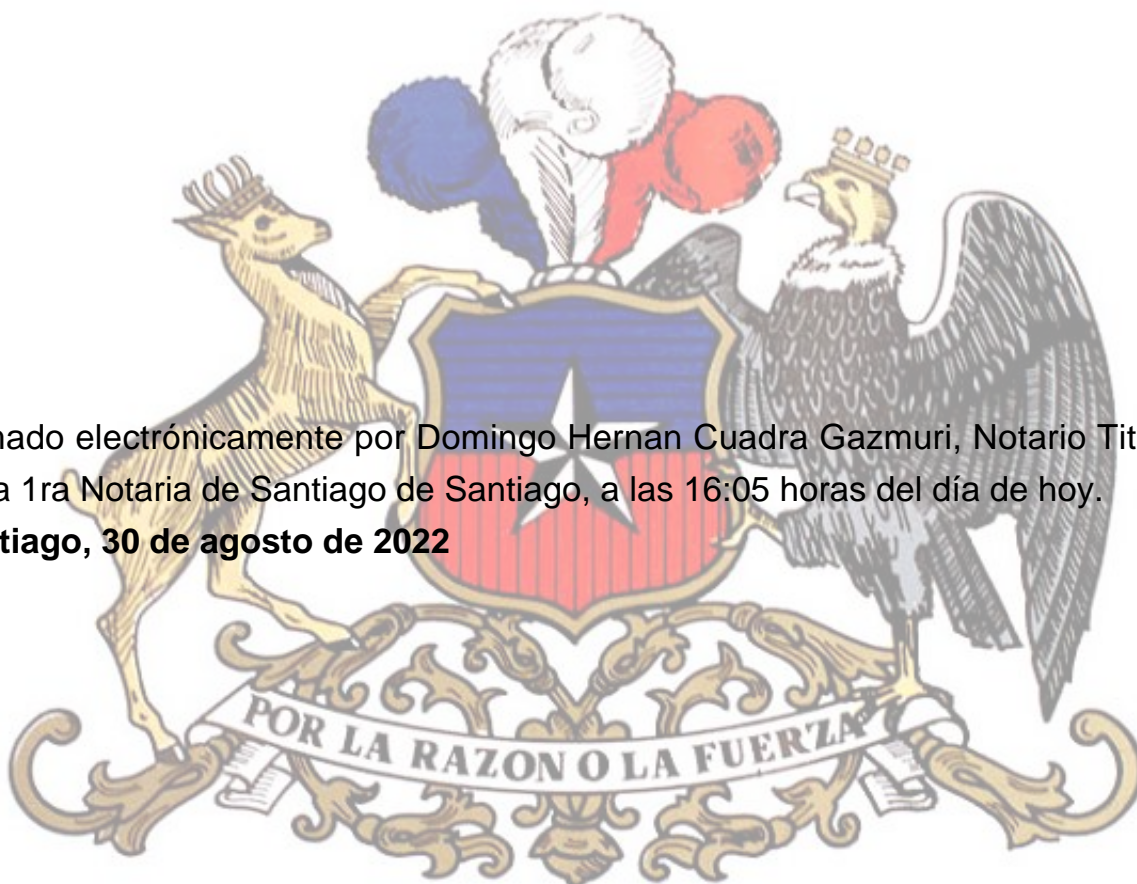 nado electrónicamente por Domingo Hernan Cuadra Gazmuri, Notario Tit
a 1ra Notaria de Santiago de Santiago, a las 16:05 horas del día de hoy.
tiago, 30 de agosto de 2022
POR LA RAZON O LA FUERZA